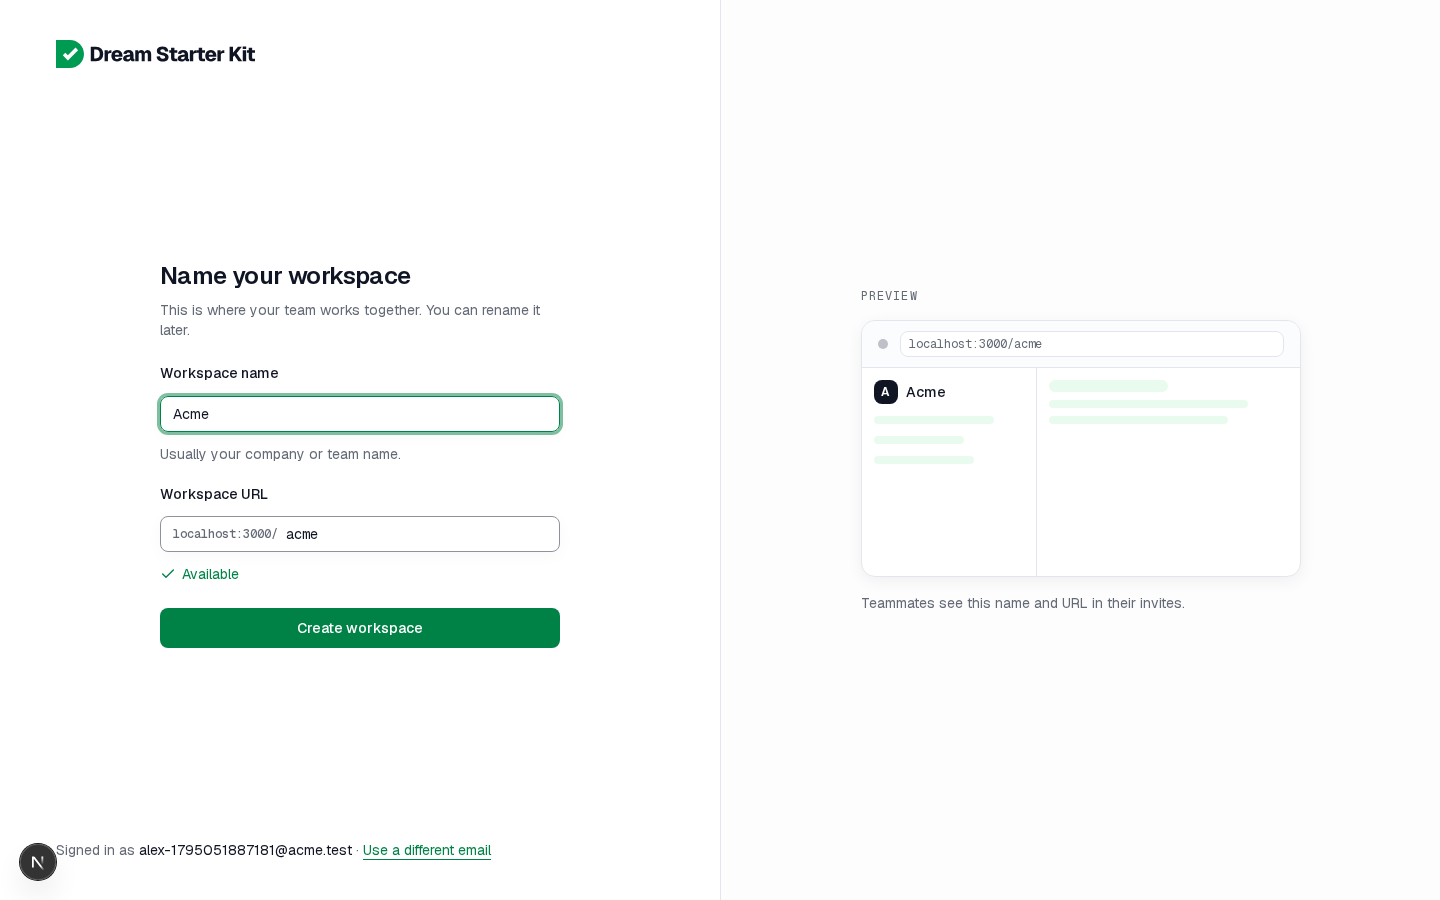 Dream Starter Kit
Name your workspace
This is where your team works together. You can rename it
later.
Workspace name
Acme
Usually your company or team name.
Workspace URL
localhost:3000/ acme
Available
Create workspace
Signed in as alex-1795051887181@acme.test · Use a different email
N
PREVIEW
localhost:3000/acme
A Acme
Teammates see this name and URL in their invites.